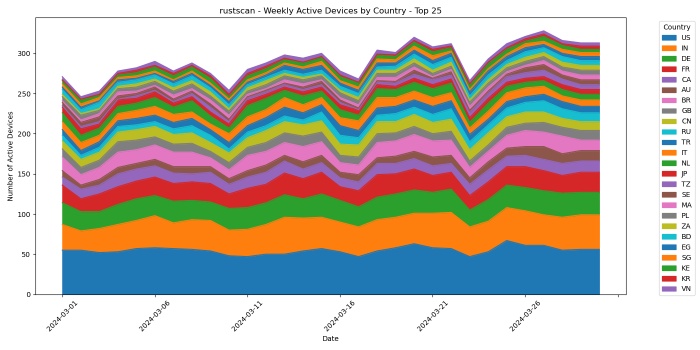 rustscan - Weekly Active Devices by Country - Top 25
Number of Active Devices
300
250
200
150
100
50
0
2024-03-01
2024-03-06
2024-03-11
2024-03-16
2024-03-21
2024-03-26
Date
Country
US
IN
DE
FR
CA
AU
BR
GB
CN
RU
TR
IT
NL
JP
TZ
SE
MA
PL
ZA
BD
EG
SG
KE
KR
VN